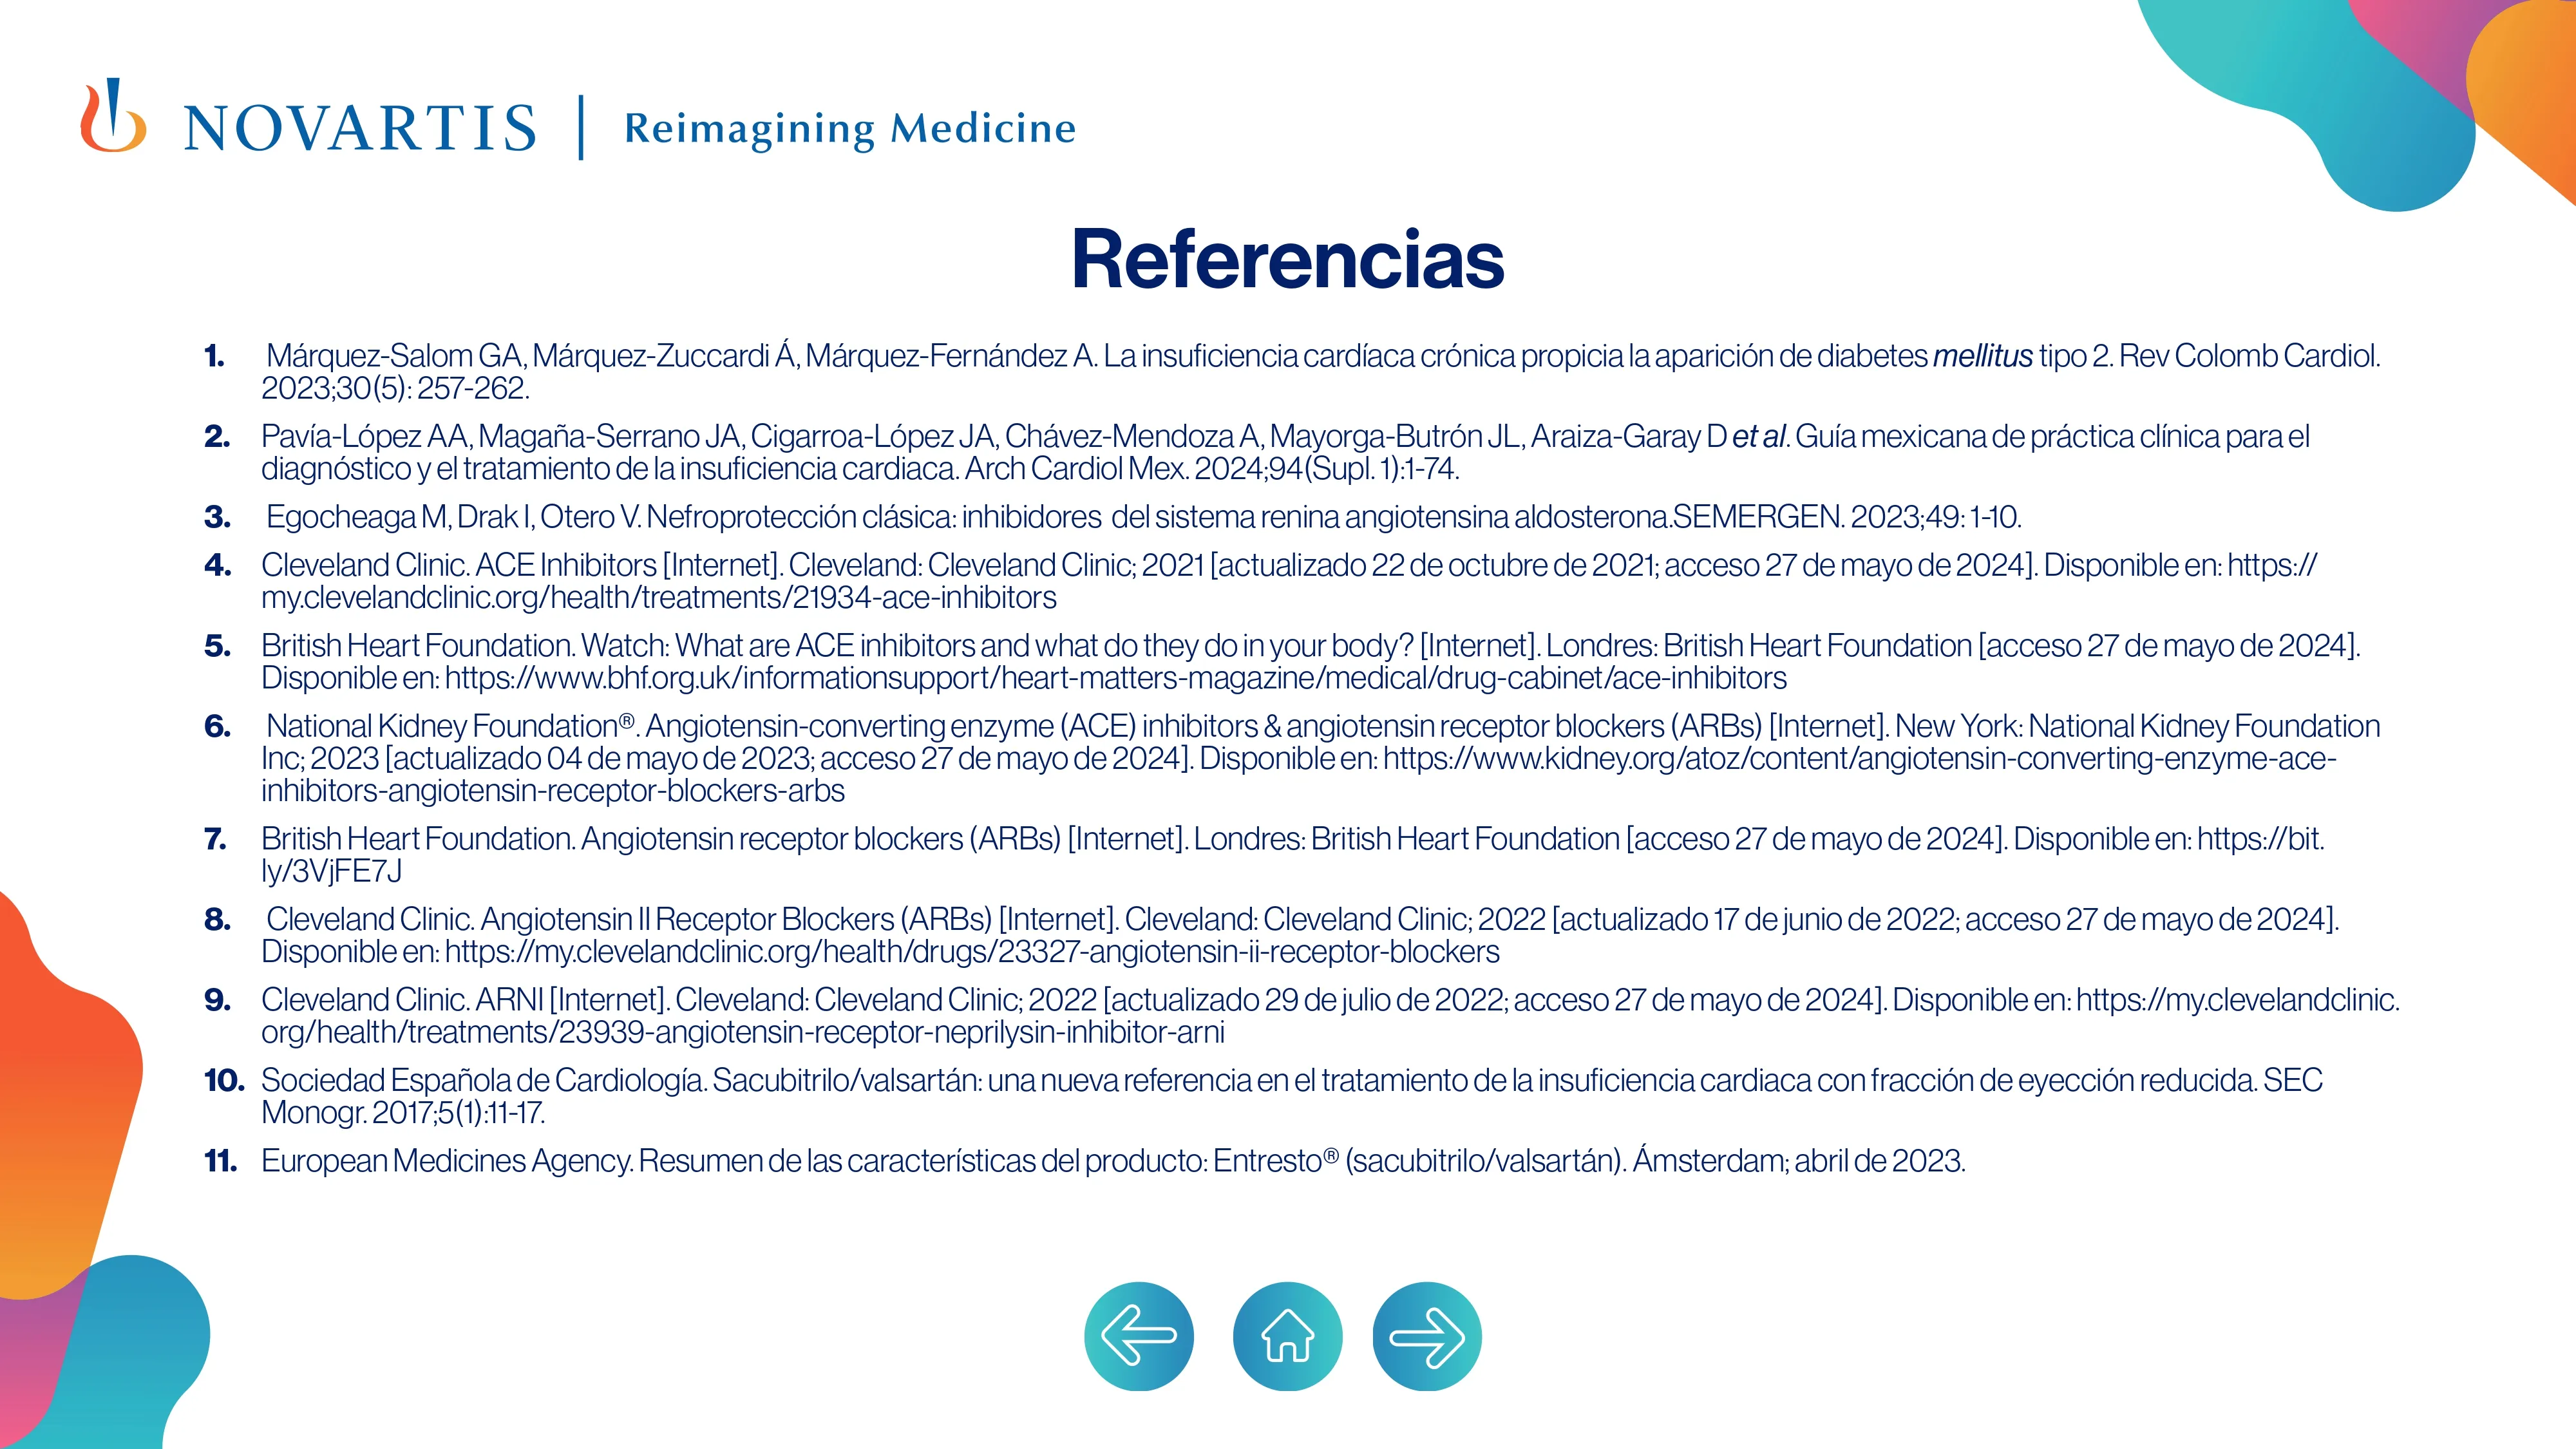 NOVARTIS | Reimagining Medicine
Referencias
1. Márquez-Salom GA, Márquez-Zuccardi Á, Márquez-Fernández A. La insuficiencia cardíaca crónica propicia la aparición de diabetes mellitus tipo 2. Rev Colomb Cardiol.
2023;30(5): 257-262.
2. Pavía-López AA, Magaña-Serrano JA, Cigarroa-López JA, Chávez-Mendoza A, Mayorga-Butrón JL, Araiza-Garay D et al. Guía mexicana de práctica clínica para el
diagnóstico y el tratamiento de la insuficiencia cardiaca. Arch Cardiol Mex. 2024;94(Supl. 1):1-74.
3. Egocheaga M, Drak I, Otero V. Nefroprotección clásica: inhibidores del sistema renina angiotensina aldosterona.SEMERGEN. 2023;49: 1-10.
4. Cleveland Clinic. ACE Inhibitors [Internet]. Cleveland: Cleveland Clinic; 2021 [actualizado 22 de octubre de 2021; acceso 27 de mayo de 2024]. Disponible en: https://
my.clevelandclinic.org/health/treatments/21934-ace-inhibitors
5. British Heart Foundation. Watch: What are ACE inhibitors and what do they do in your body? [Internet]. Londres: British Heart Foundation [acceso 27 de mayo de 2024].
Disponible en: https://www.bhf.org.uk/informationsupport/heart-matters-magazine/medical/drug-cabinet/ace-inhibitors
6. National Kidney Foundation®. Angiotensin-converting enzyme (ACE) inhibitors & angiotensin receptor blockers (ARBs) [Internet]. New York: National Kidney Foundation
Inc; 2023 [actualizado 04 de mayo de 2023; acceso 27 de mayo de 2024]. Disponible en: https://www.kidney.org/atoz/content/angiotensin-converting-enzyme-ace-
inhibitors-angiotensin-receptor-blockers-arbs
7. British Heart Foundation. Angiotensin receptor blockers (ARBs) [Internet]. Londres: British Heart Foundation [acceso 27 de mayo de 2024]. Disponible en: https://bit.
ly/3VjFE7J
8. Cleveland Clinic. Angiotensin II Receptor Blockers (ARBs) [Internet]. Cleveland: Cleveland Clinic; 2022 [actualizado 17 de junio de 2022; acceso 27 de mayo de 2024].
Disponible en: https://my.clevelandclinic.org/health/drugs/23327-angiotensin-ii-receptor-blockers
9. Cleveland Clinic. ARNI [Internet]. Cleveland: Cleveland Clinic; 2022 [actualizado 29 de julio de 2022; acceso 27 de mayo de 2024]. Disponible en: https://my.clevelandclinic.
org/health/treatments/23939-angiotensin-receptor-neprilysin-inhibitor-arni
10. Sociedad Española de Cardiología. Sacubitrilo/valsartán: una nueva referencia en el tratamiento de la insuficiencia cardiaca con fracción de eyección reducida. SEC
Monogr. 2017;5(1):11-17.
11. European Medicines Agency. Resumen de las características del producto: Entresto® (sacubitrilo/valsartán). Ámsterdam; abril de 2023.